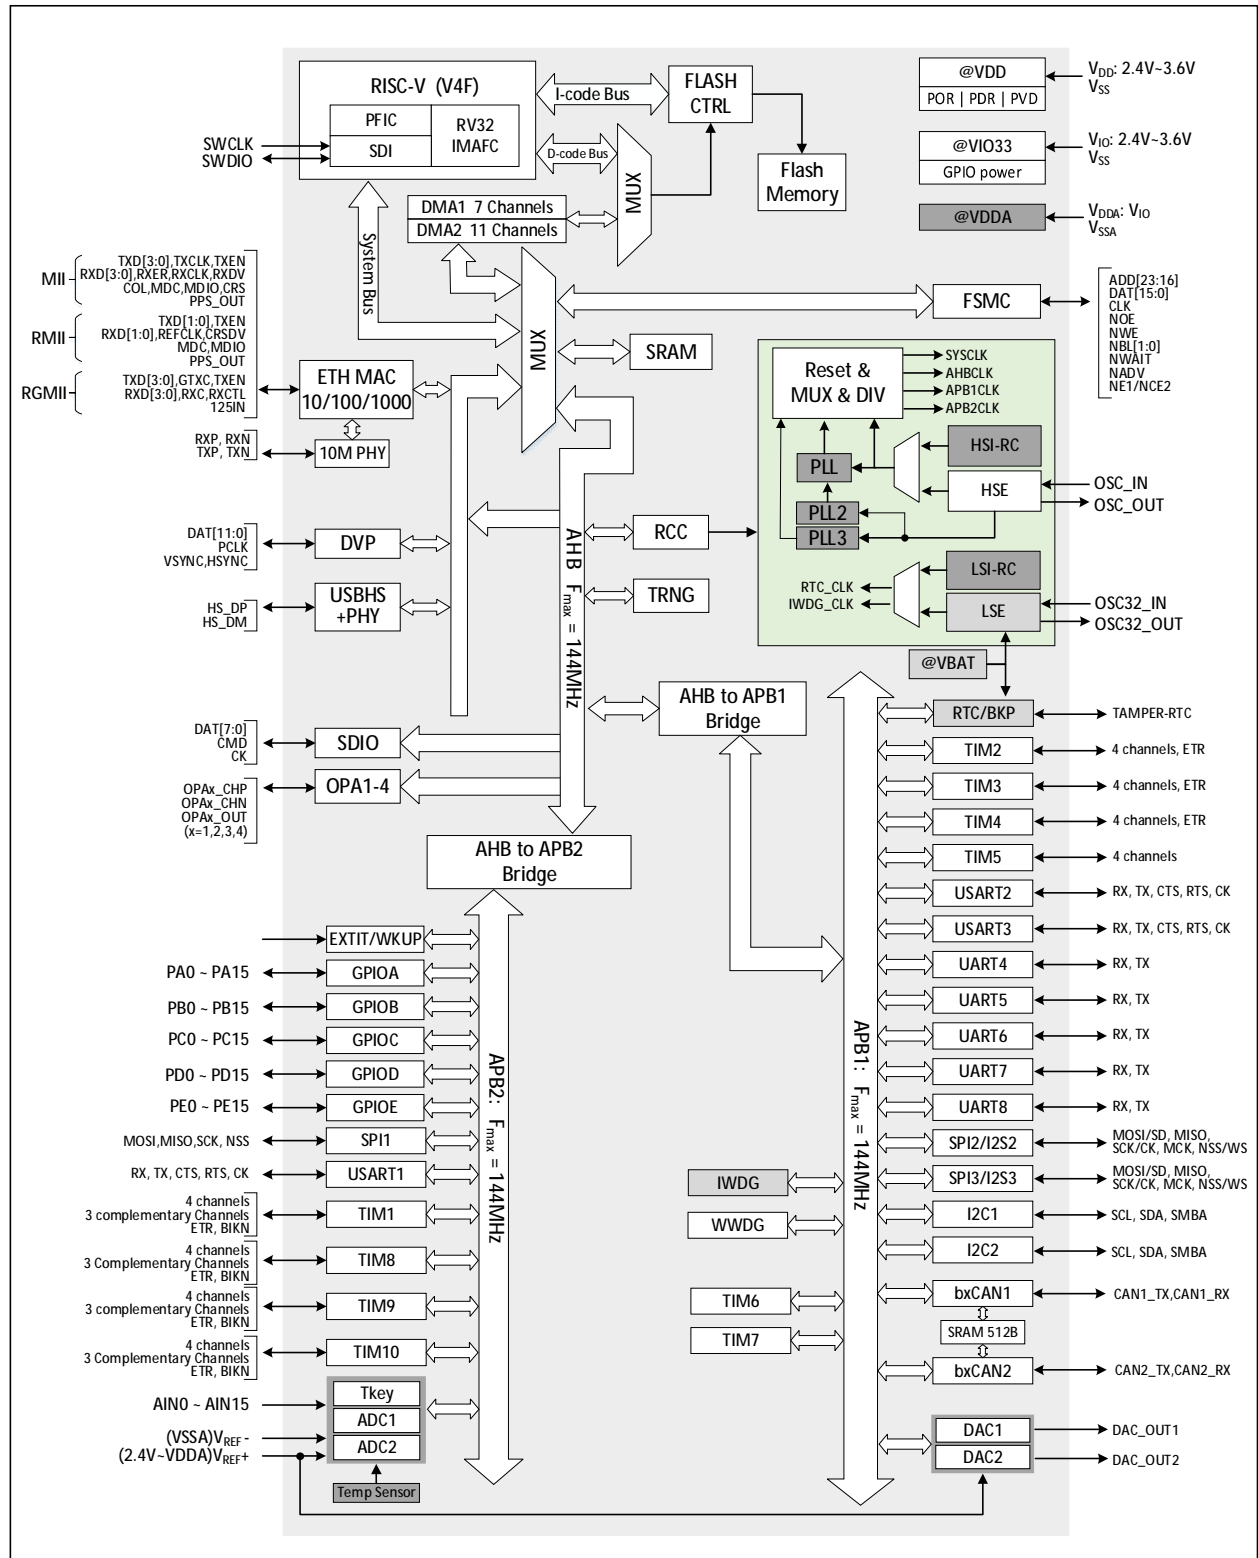 RISC-V (V4F)
PFIC
SDI
RV32
IMAFC
SWCLK
SWDIO
I-code Bus
D-code Bus
FLASH
CTRL
MUX
Flash
Memory
@VDD
POR | PDR | PVD
VDD: 2.4V~3.6V
VSS
@VIO33
GPIO power
VIO: 2.4V~3.6V
VSS
@VDDA
VDDA: VIO
VSSA
DMA1 7 Channels
DMA2 11 Channels
System Bus
MUX
MII
TXD[3:0],TXCLK,TXEN
RXD[3:0],RXER,RXCLK,RXDV
COL,MDC,MDIO,CRS
PPS_OUT
RMII
TXD[1:0],TXEN
RXD[1:0],REFCLK,CRSDV
MDC,MDIO
PPS_OUT
RGMII
TXD[3:0],GTXC,TXEN
RXD[3:0],RXC,RXCTL
125IN
ETH MAC
10/100/1000
RXP, RXN
TXP, TXN
10M PHY
SRAM
FSMC
ADD[23:16]
DAT[15:0]
CLK
NOE
NWE
NBL[1:0]
NWAIT
NADV
NE1/NCE2
Reset &
MUX & DIV
SYSCLK
AHBCLK
APB1CLK
APB2CLK
HSI-RC
PLL
HSE
OSC_IN
OSC_OUT
PLL2
PLL3
LSI-RC
RTC_CLK
IWDG_CLK
LSE
OSC32_IN
OSC32_OUT
@VBAT
DAT[11:0]
PCLK
VSYNC,HSYNC
DVP
HS_DP
HS_DM
USBHS
+PHY
RCC
TRNG
AHB Fmax = 144MHz
DAT[7:0]
CMD
CK
SDIO
OPAx_CHP
OPAx_CHN
OPAx_OUT
(x=1,2,3,4)
OPA1-4
AHB to APB1
Bridge
AHB to APB2
Bridge
EXTIT/WKUP
PA0 ~ PA15
GPIOA
PB0 ~ PB15
GPIOB
PC0 ~ PC15
GPIOC
PD0 ~ PD15
GPIOD
PE0 ~ PE15
GPIOE
MOSI,MISO,SCK, NSS
SPI1
RX, TX, CTS, RTS, CK
USART1
4 channels
3 complementary Channels
ETR, BIKN
TIM1
4 channels
3 Complementary Channels
ETR, BIKN
TIM8
4 channels
3 complementary Channels
ETR, BIKN
TIM9
4 channels
3 Complementary Channels
ETR, BIKN
TIM10
AIN0 ~ AIN15
(VSSA)VREF-
(2.4V~VDDA)VREF+
Tkey
ADC1
ADC2
Temp Sensor
APB2: Fmax = 144MHz
IWDG
WWDG
TIM6
TIM7
APB1: Fmax = 144MHz
RTC/BKP
TAMPER-RTC
TIM2
4 channels, ETR
TIM3
4 channels, ETR
TIM4
4 channels, ETR
TIM5
4 channels
USART2
RX, TX, CTS, RTS, CK
USART3
RX, TX, CTS, RTS, CK
UART4
RX, TX
UART5
RX, TX
UART6
RX, TX
UART7
RX, TX
UART8
RX, TX
SPI2/I2S2
MOSI/SD, MISO,
SCK/CK, MCK, NSS/WS
SPI3/I2S3
MOSI/SD, MISO,
SCK/CK, MCK, NSS/WS
I2C1
SCL, SDA, SMBA
I2C2
SCL, SDA, SMBA
bxCAN1
CAN1_TX,CAN1_RX
SRAM 512B
bxCAN2
CAN2_TX,CAN2_RX
DAC1
DAC_OUT1
DAC2
DAC_OUT2